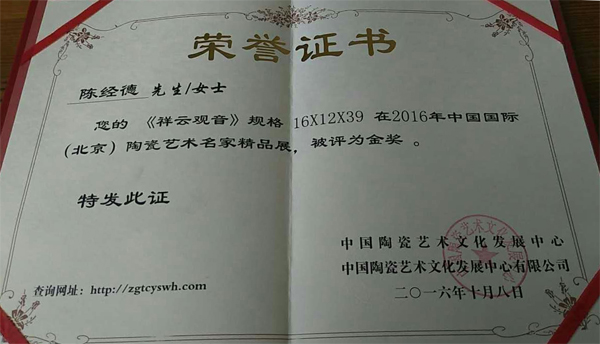 荣誉证书
陈经德 先生/女士
您的 《祥云观音》规格 16X12X39 在2016年中国国际
(北京) 陶瓷艺术名家精品展, 被评为金奖 。
特发此证
中国陶瓷艺术文化发展中心
中国陶瓷艺术文化发展中心有限公司
查询网址: http://zgtcyswh.com
二〇一六年十月八日